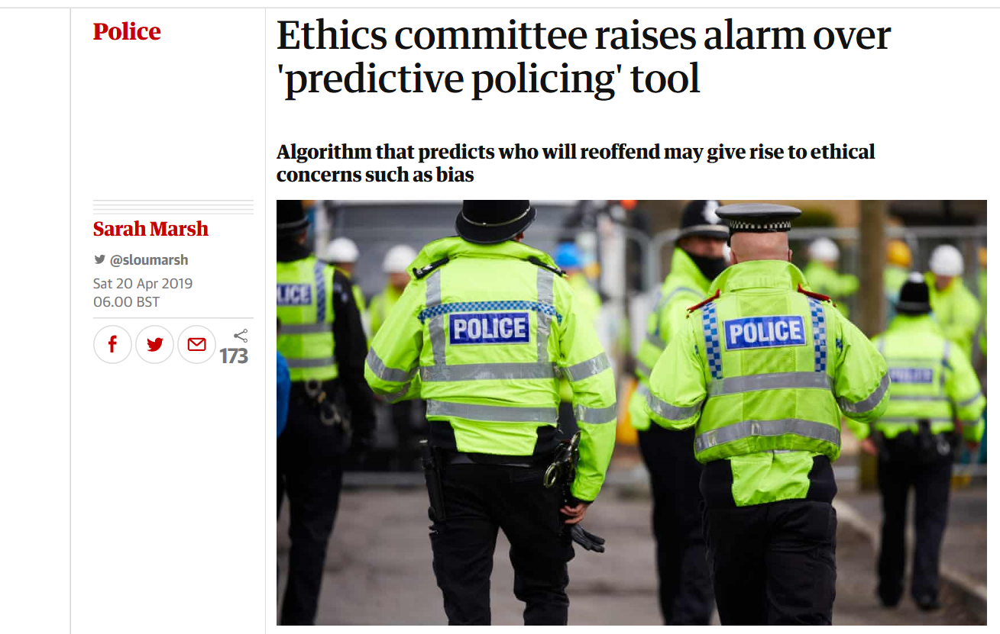 Police
Ethics committee raises alarm over
'predictive policing' tool
Algorithm that predicts who will reoffend may give rise to ethical
concerns such as bias
Sarah Marsh
@sloumarsh
Sat 20 Apr 2019
06.00 BST
173
LICE
POLICE
POLICE
POLICE